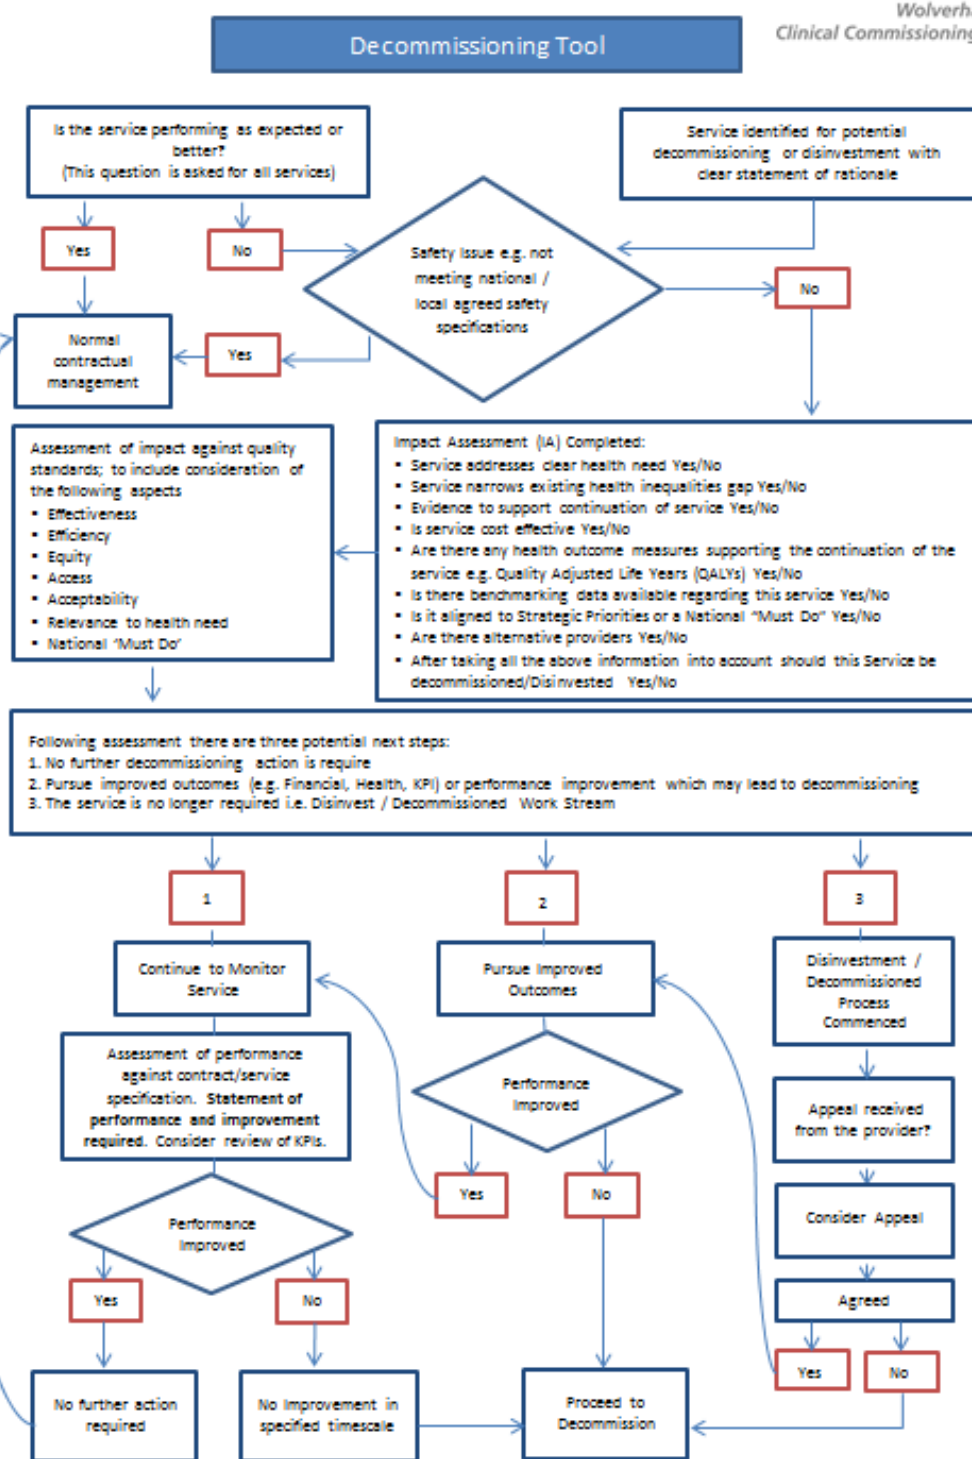 Wolverh
Clinical Commissioning
Decommissioning Tool
Is the service performing as expected or
better?
(This question is asked for all services)
Service identified for potential
decommissioning or disinvestment with
clear statement of rationale
Yes
No
Safety Issue e.g. not
meeting national /
local agreed safety
specifications
No
Normal
contractual
management
Yes
Assessment of impact against quality
standards; to include consideration of
the following aspects
▪ Effectiveness
▪ Efficiency
▪ Equity
▪ Access
▪ Acceptability
▪ Relevance to health need
▪ National 'Must Do'
Impact Assessment (IA) Completed:
▪ Service addresses clear health need Yes/No
▪ Service narrows existing health inequalities gap Yes/No
▪ Evidence to support continuation of service Yes/No
▪ Is service cost effective Yes/No
▪ Are there any health outcome measures supporting the continuation of the
service e.g. Quality Adjusted Life Years (QALYs) Yes/No
▪ Is there benchmarking data available regarding this service Yes/No
▪ Is it aligned to Strategic Priorities or a National "Must Do" Yes/No
▪ Are there alternative providers Yes/No
▪ After taking all the above information into account should this Service be
decommissioned/Disinvested Yes/No
Following assessment there are three potential next steps:
1. No further decommissioning action is require
2. Pursue improved outcomes (e.g. Financial, Health, KPI) or performance improvement which may lead to decommissioning
3. The service is no longer required i.e. Disinvest / Decommissioned Work Stream
1
2
3
Continue to Monitor
Service
Pursue Improved
Outcomes
Disinvestment /
Decommissioned
Process
Commenced
Assessment of performance
against contract/service
specification. Statement of
performance and improvement
required. Consider review of KPIs.
Performance
Improved
Appeal received
from the provider?
Yes
No
Consider Appeal
Performance
Improved
Yes
No
Agreed
Yes
No
No further action
required
No Improvement in
specified timescale
Proceed to
Decommission